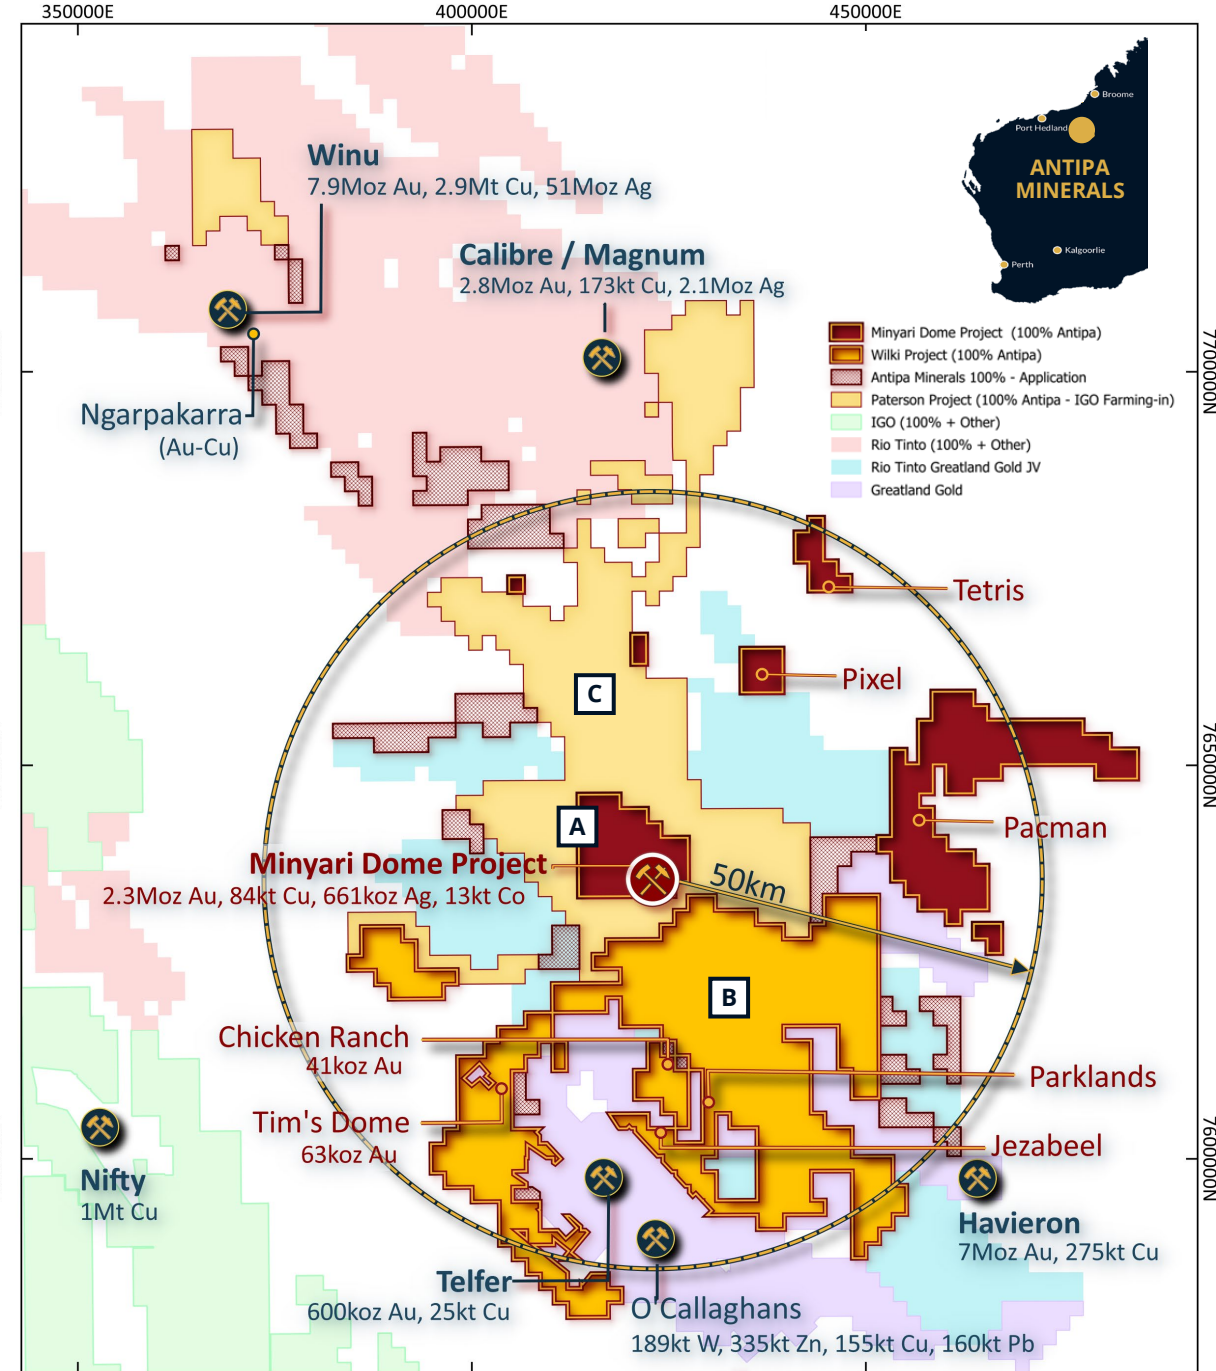 350000E
400000E
450000E
Broome
Port Hedland
ANTIPA
MINERALS
Kalgoorlie
Perth
Winu
7.9Moz Au, 2.9Mt Cu, 51Moz Ag
Calibre / Magnum
2.8Moz Au, 173kt Cu, 2.1Moz Ag
Minyari Dome Project (100% Antipa)
Wilki Project (100% Antipa)
Antipa Minerals 100% - Application
Paterson Project (100% Antipa - IGO Farming-in)
IGO (100% + Other)
Rio Tinto (100% + Other)
Rio Tinto Greatland Gold JV
Greatland Gold
7700000N
Ngarpakarra
(Au-Cu)
Tetris
Pixel
C
7650000N
A
Pacman
Minyari Dome Project
2.3Moz Au, 84kt Cu, 661koz Ag, 13kt Co
50km
B
Chicken Ranch
41koz Au
Parklands
Tim's Dome
63koz Au
Jezabeel
7600000N
Nifty
1Mt Cu
Havieron
7Moz Au, 275kt Cu
Telfer
600koz Au, 25kt Cu
O'Callaghans
189kt W, 335kt Zn, 155kt Cu, 160kt Pb